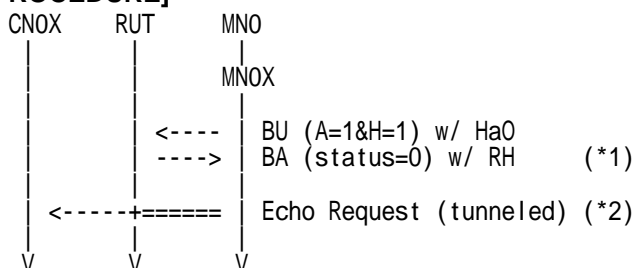 ROCEDURE]
CNOX RUT MNO
| | |
| | MNOX
| | |
| | <---- | BU (A=1&H=1) w/ HaO
| | ----> | BA (status=0) w/ RH (*1)
| | |
| <-----+====== | Echo Request (tunneled) (*2)
| | |
V V V